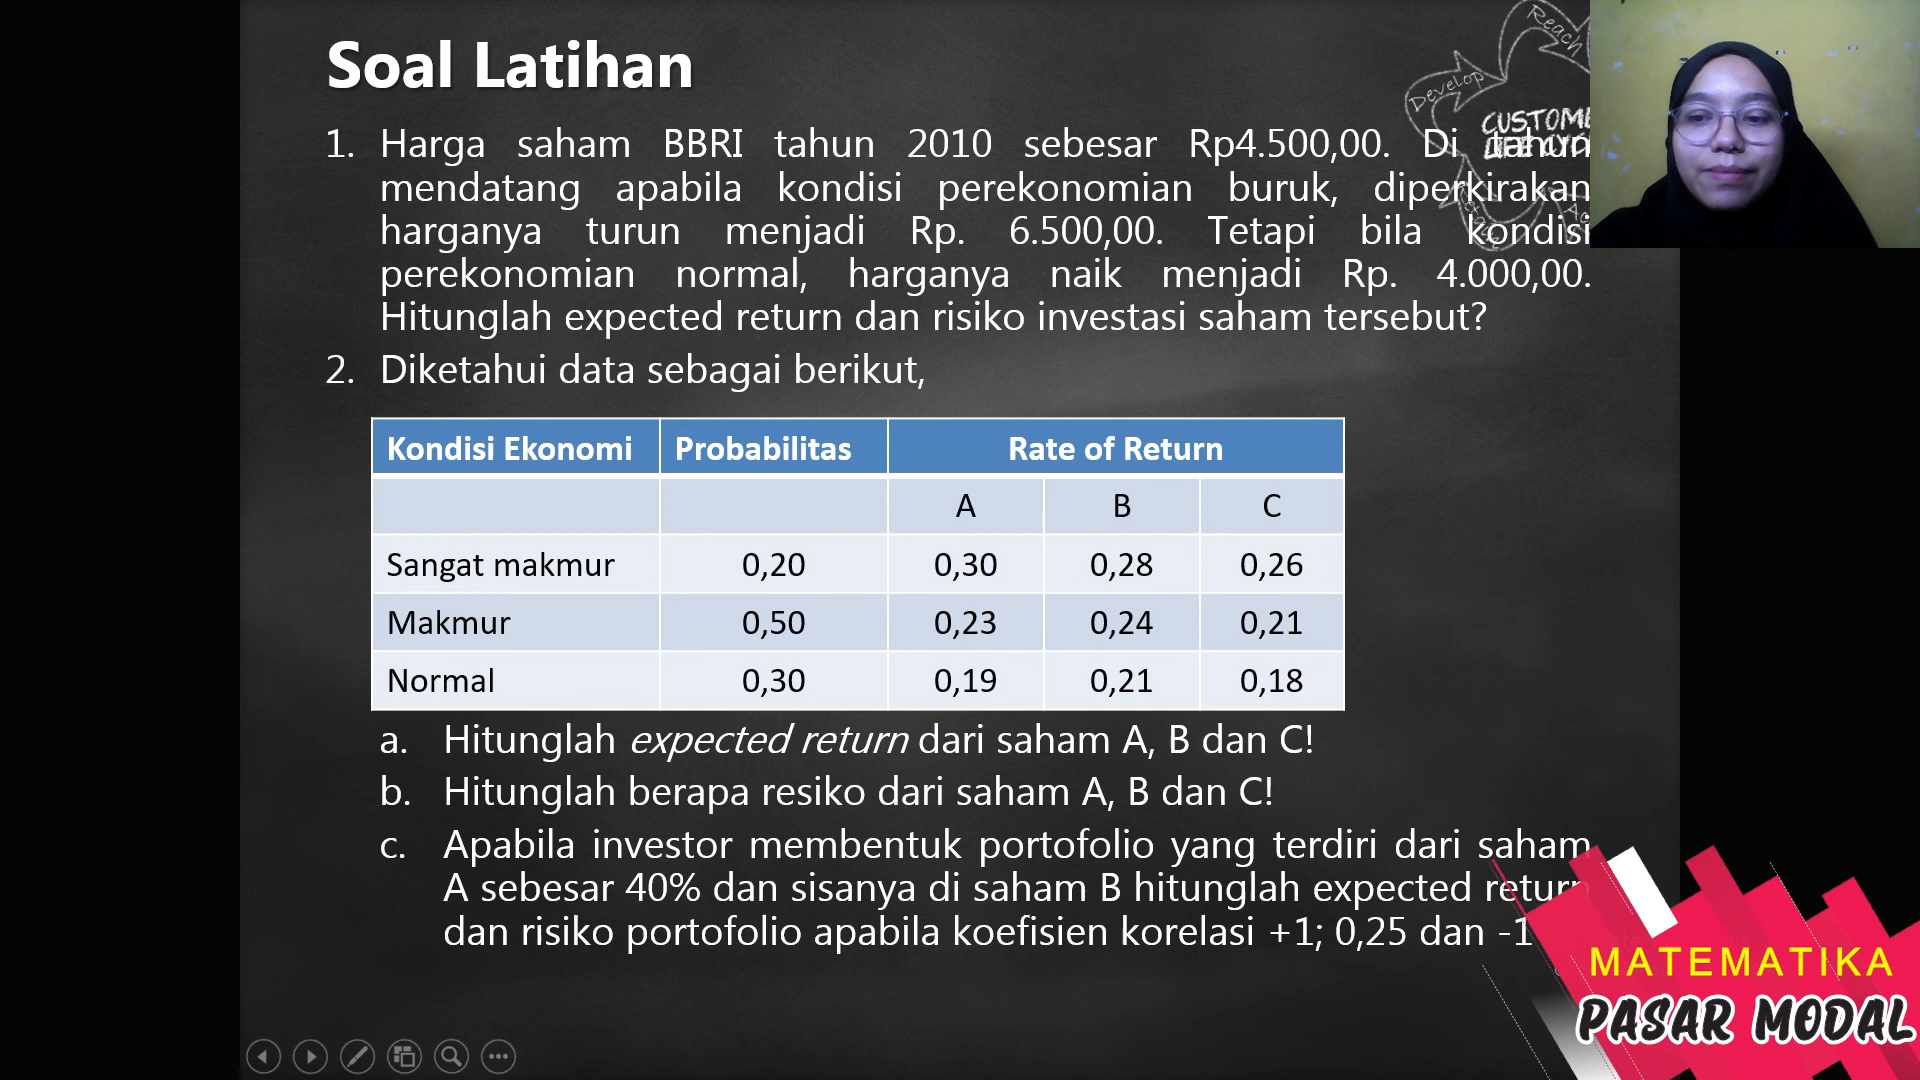 Soal Latihan
Reach
Develop
CUSTOME
1. Harga saham BBRI tahun 2010 sebesar Rp4.500,00. Di tahun
mendatang apabila kondisi perekonomian buruk, diperkirakan
harganya turun menjadi Rp. 6.500,00. Tetapi bila kondisi
perekonomian normal, harganya naik menjadi Rp. 4.000,00.
Hitunglah expected return dan risiko investasi saham tersebut?
2. Diketahui data sebagai berikut,
Kondisi Ekonomi Probabilitas Rate of Return
A B C
Sangat makmur 0,20 0,30 0,28 0,26
Makmur 0,50 0,23 0,24 0,21
Normal 0,30 0,19 0,21 0,18
a. Hitunglah expected return dari saham A, B dan C!
b. Hitunglah berapa resiko dari saham A, B dan C!
c. Apabila investor membentuk portofolio yang terdiri dari saham
A sebesar 40% dan sisanya di saham B hitunglah expected return
dan risiko portofolio apabila koefisien korelasi +1; 0,25 dan -1
MATEMATIKA
PASAR MODAL